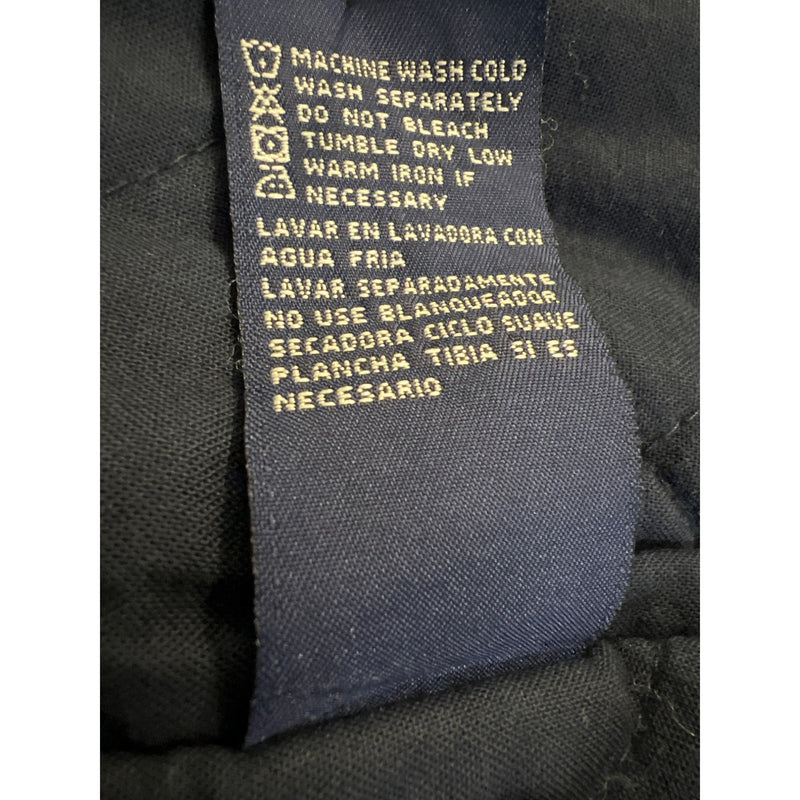 MACHINE WASH COLD
WASH SEPARATELY
DO NOT BLEACH
TUMBLE DRY LOW
WARM IRON IF
NECESSARY
LAVAR EN LAVADORA CON
AGUA FRIA
LAVAR SEPARADAMENTE
NO USE BLANQUEADOR
SECADORA CICLO SUAVE
PLANCHA TIBIA SI ES
NECESARIO